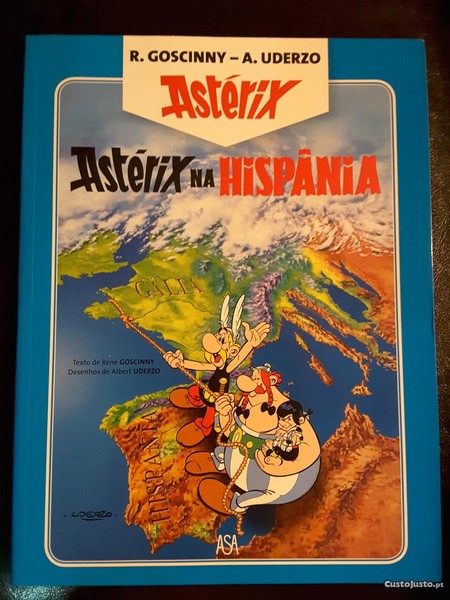 R. GOSCINNY – A. UDERZO
Astérix
Astérix NA HISPÂNIA
GÁLIA
Texto de René GOSCINNY
Desenhos de Albert UDERZO
HISPÂNIA
UDERZO
ASA
CustoJusto.pt